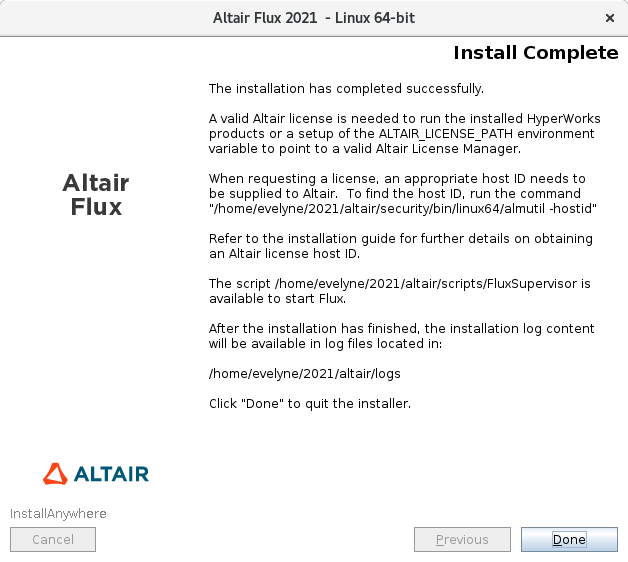 Altair Flux 2021 - Linux 64-bit
×
Install Complete
The installation has completed successfully.
A valid Altair license is needed to run the installed HyperWorks
products or a setup of the ALTAIR_LICENSE_PATH environment
variable to point to a valid Altair License Manager.
When requesting a license, an appropriate host ID needs to
be supplied to Altair.  To find the host ID, run the command
"/home/evelyne/2021/altair/security/bin/linux64/almutil -hostid"
Refer to the installation guide for further details on obtaining
an Altair license host ID.
The script /home/evelyne/2021/altair/scripts/FluxSupervisor is
available to start Flux.
After the installation has finished, the installation log content
will be available in log files located in:
/home/evelyne/2021/altair/logs
Click "Done" to quit the installer.
Altair
Flux
ALTAIR
InstallAnywhere
Cancel
Previous
Done